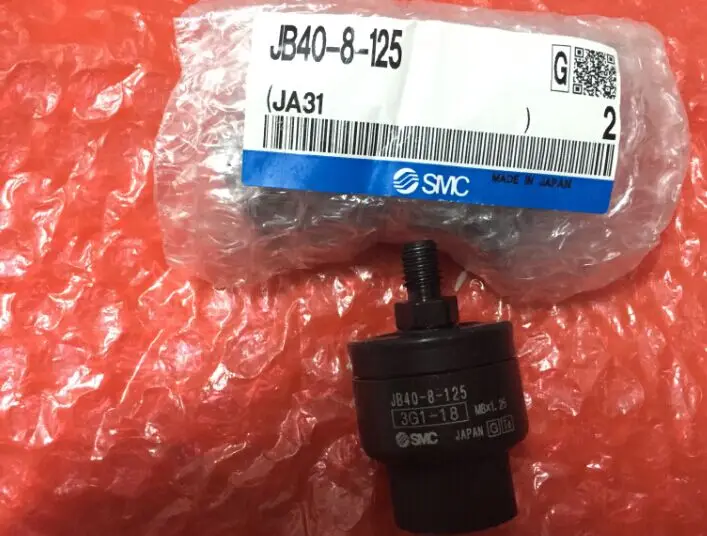 JB40-8-125
G
(JA31 )
2
SMC MADE IN JAPAN
JB40-8-125
3G1-18 M8x1.25
SMC JAPAN G